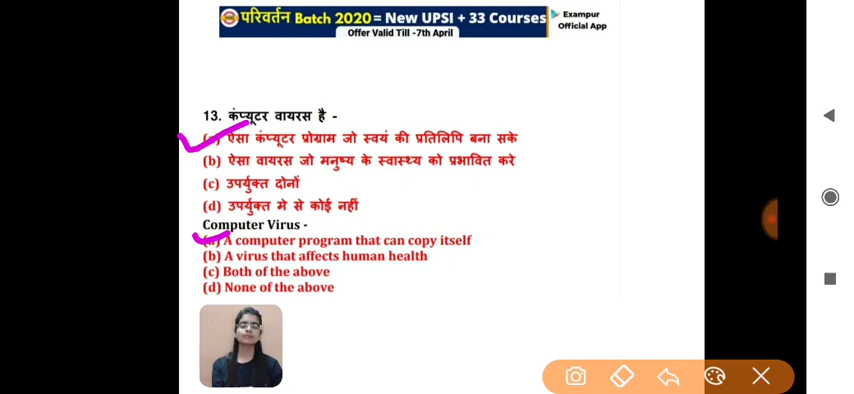 परिवर्तन Batch 2020 = New UPSI + 33 Courses
Offer Valid Till -7th April
Exampur
Official App
13. कंप्यूटर वायरस है -
(a) ऐसा कंप्यूटर प्रोग्राम जो स्वयं की प्रतिलिपि बना सके
(b) ऐसा वायरस जो मनुष्य के स्वास्थ्य को प्रभावित करे
(c) उपर्युक्त दोनों
(d) उपर्युक्त मे से कोई नहीं
Computer Virus -
(a) A computer program that can copy itself
(b) A virus that affects human health
(c) Both of the above
(d) None of the above